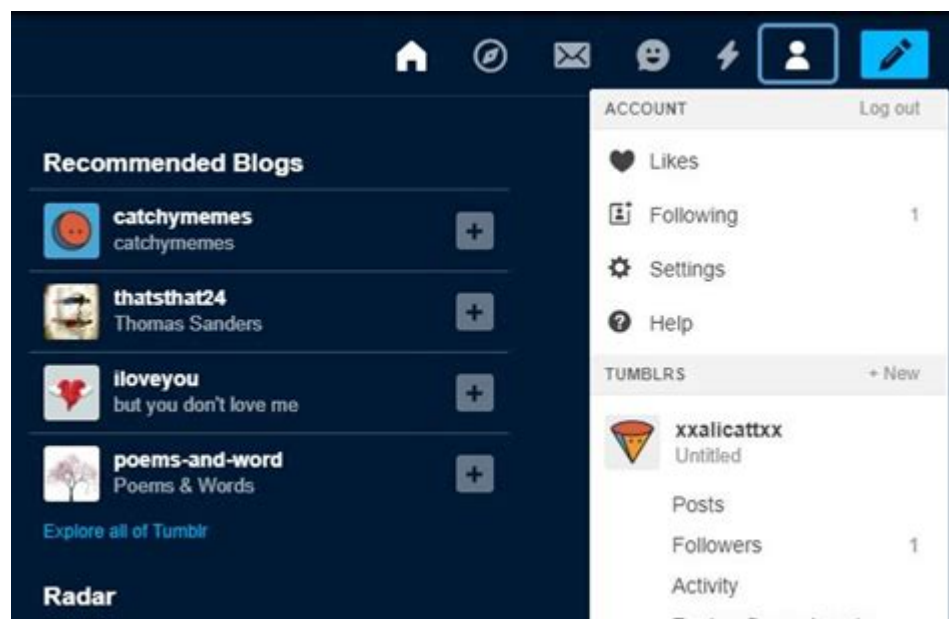 Recommended Blogs
catchymemes
catchymemes
thatsthat24
Thomas Sanders
iloveyou
but you don't love me
poems-and-word
Poems & Words
Explore all of Tumblr
Radar
ACCOUNT Log out
Likes
Following 1
Settings
Help
TUMBLRS + New
xxalicattxx
Untitled
Posts
Followers 1
Activity